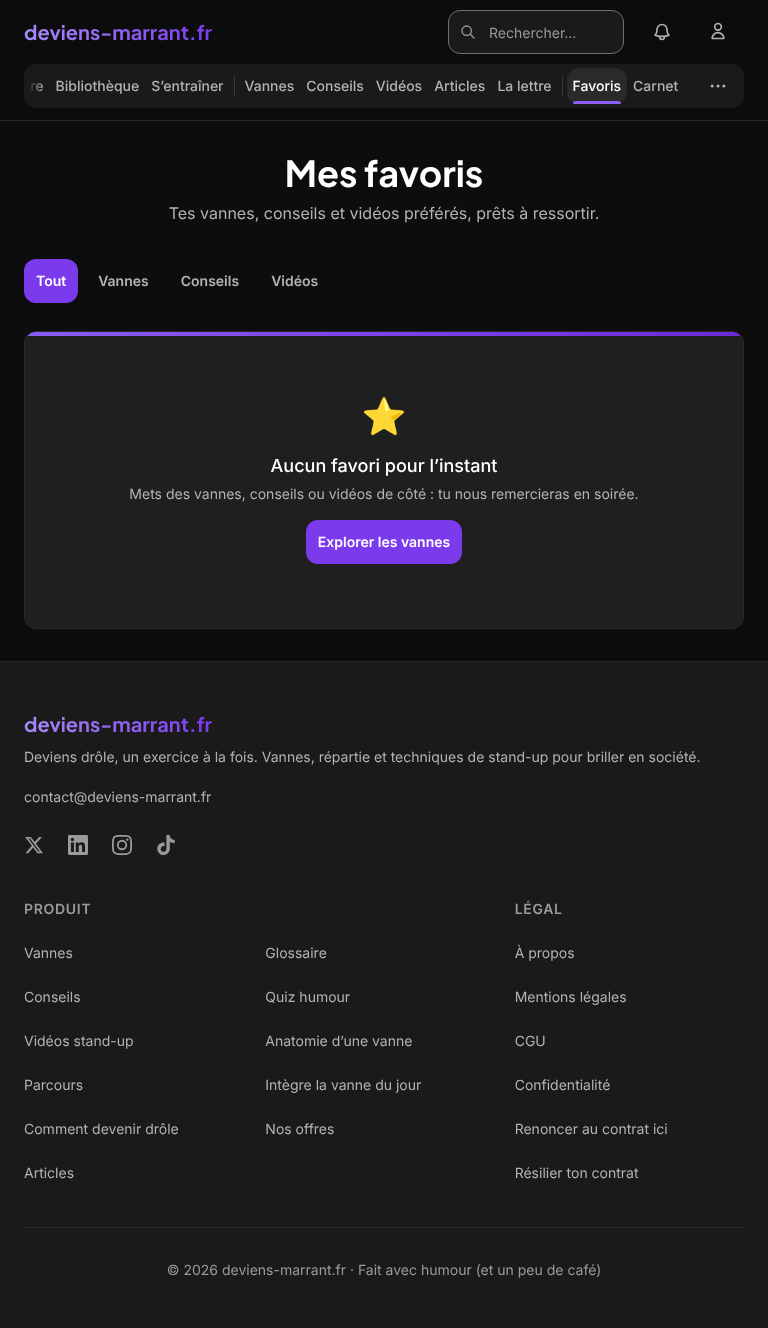 deviens-marrant.fr
Rechercher...
re Bibliothèque S’entraîner Vannes Conseils Vidéos Articles La lettre Favoris Carnet
Mes favoris
Tes vannes, conseils et vidéos préférés, prêts à ressortir.
Tout Vannes Conseils Vidéos
Aucun favori pour l’instant
Mets des vannes, conseils ou vidéos de côté : tu nous remercieras en soirée.
Explorer les vannes
deviens-marrant.fr
Deviens drôle, un exercice à la fois. Vannes, répartie et techniques de stand-up pour briller en société.
contact@deviens-marrant.fr
PRODUIT
Vannes
Conseils
Vidéos stand-up
Parcours
Comment devenir drôle
Articles
Glossaire
Quiz humour
Anatomie d’une vanne
Intègre la vanne du jour
Nos offres
LÉGAL
À propos
Mentions légales
CGU
Confidentialité
Renoncer au contrat ici
Résilier ton contrat
© 2026 deviens-marrant.fr · Fait avec humour (et un peu de café)